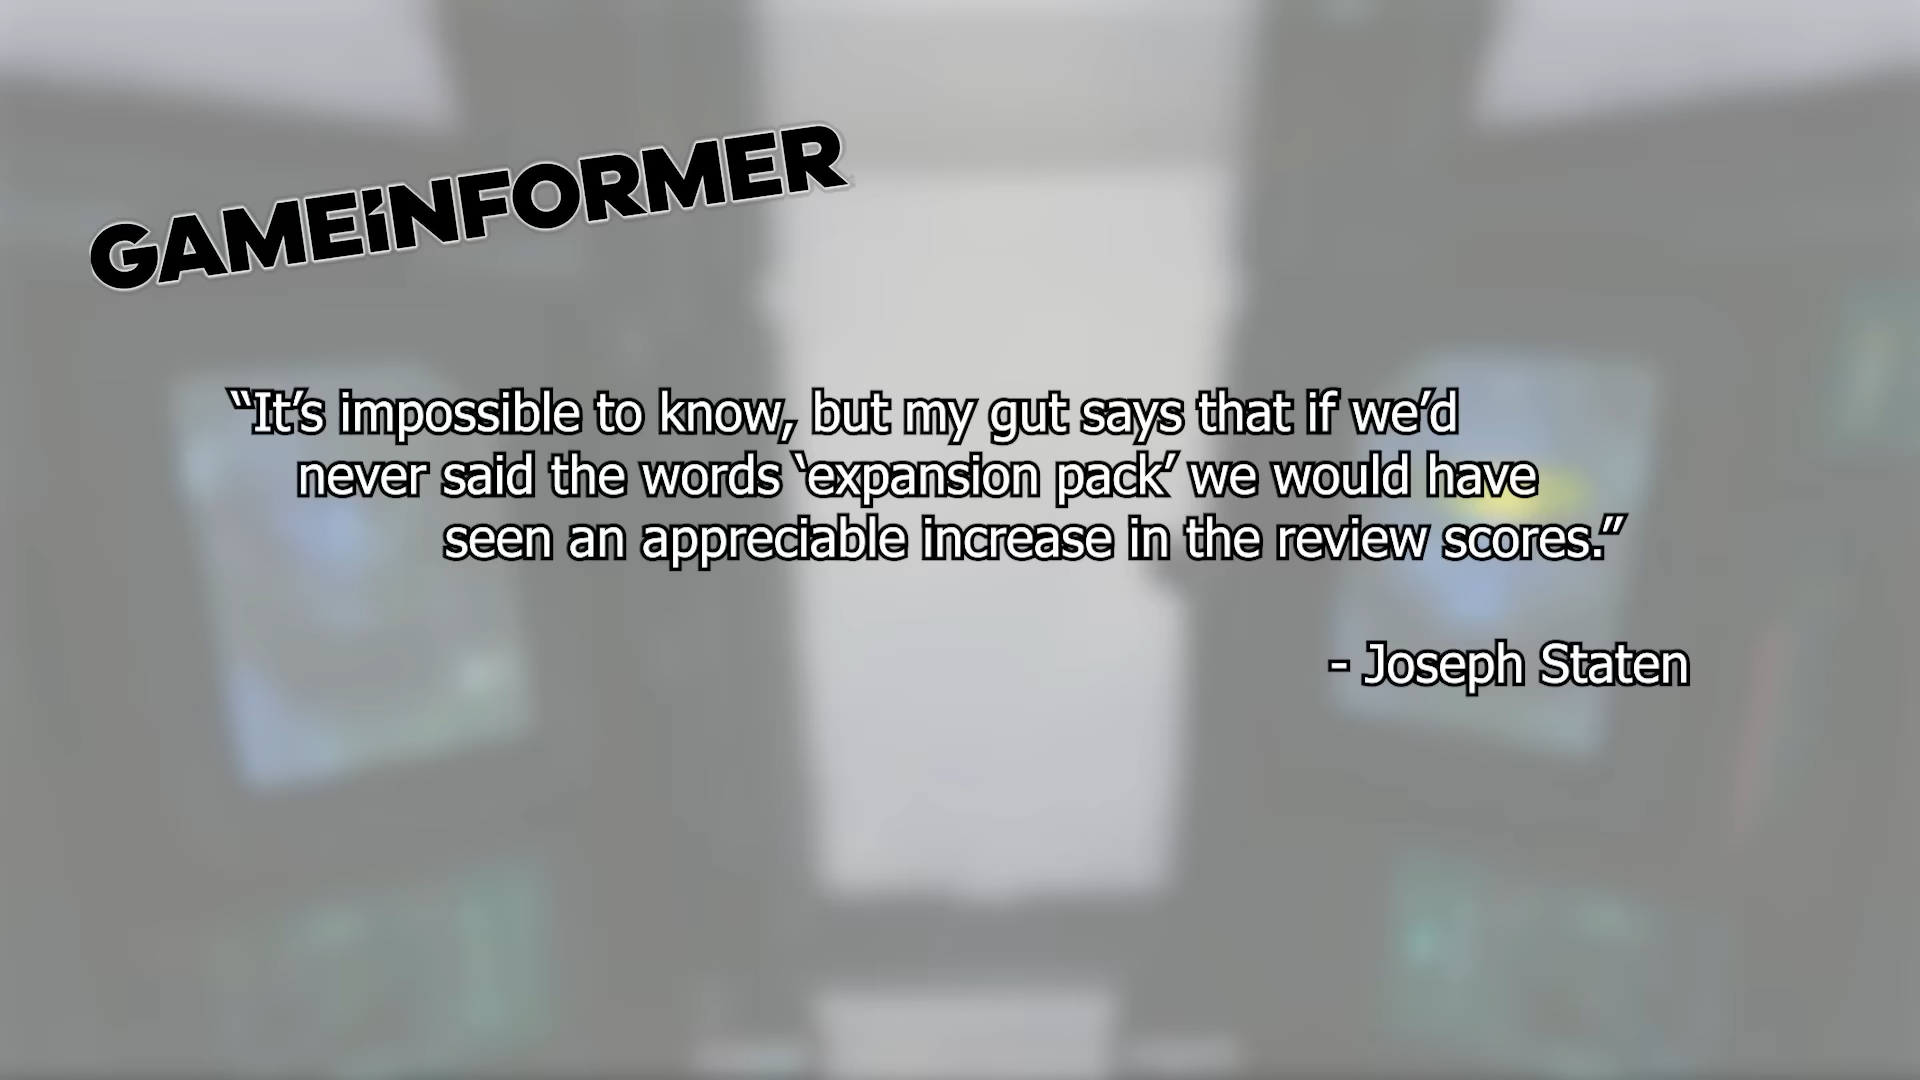 GAMEINFORMER
“It’s impossible to know, but my gut says that if we’d
never said the words ‘expansion pack’ we would have
seen an appreciable increase in the review scores.”
- Joseph Staten